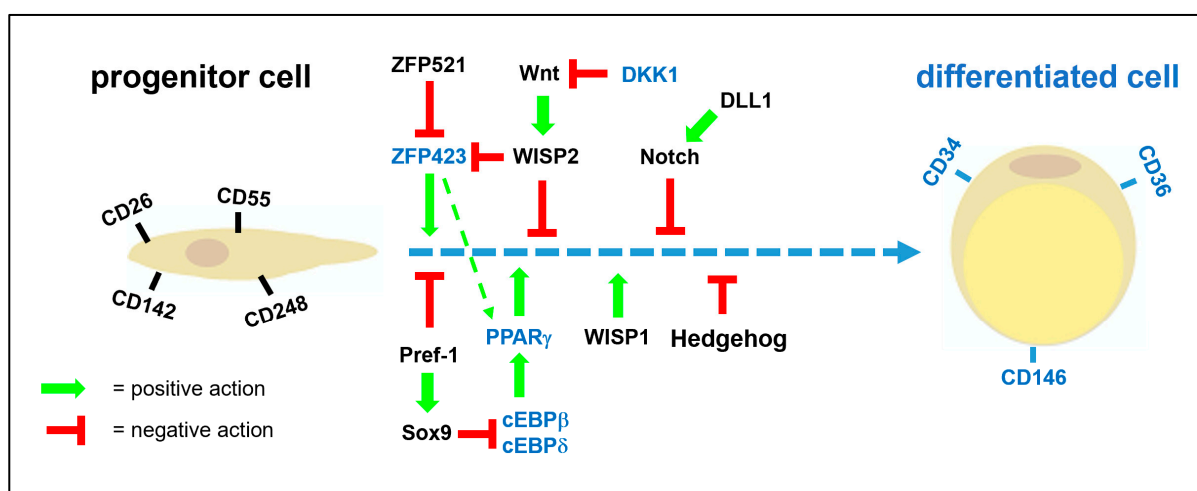 progenitor cell
ZFP521
Wnt
DKK1
differentiated cell
DLL1
ZFP423
WISP2
Notch
CD34
CD36
CD26
CD55
CD142
CD248
PPARγ
WISP1
Hedgehog
Pref-1
CD146
= positive action
Sox9
cEBPβ
cEBPδ
= negative action